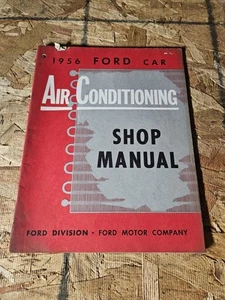 1956 FORD CAR
AIR CONDITIONING
SHOP
MANUAL
FORD DIVISION • FORD MOTOR COMPANY